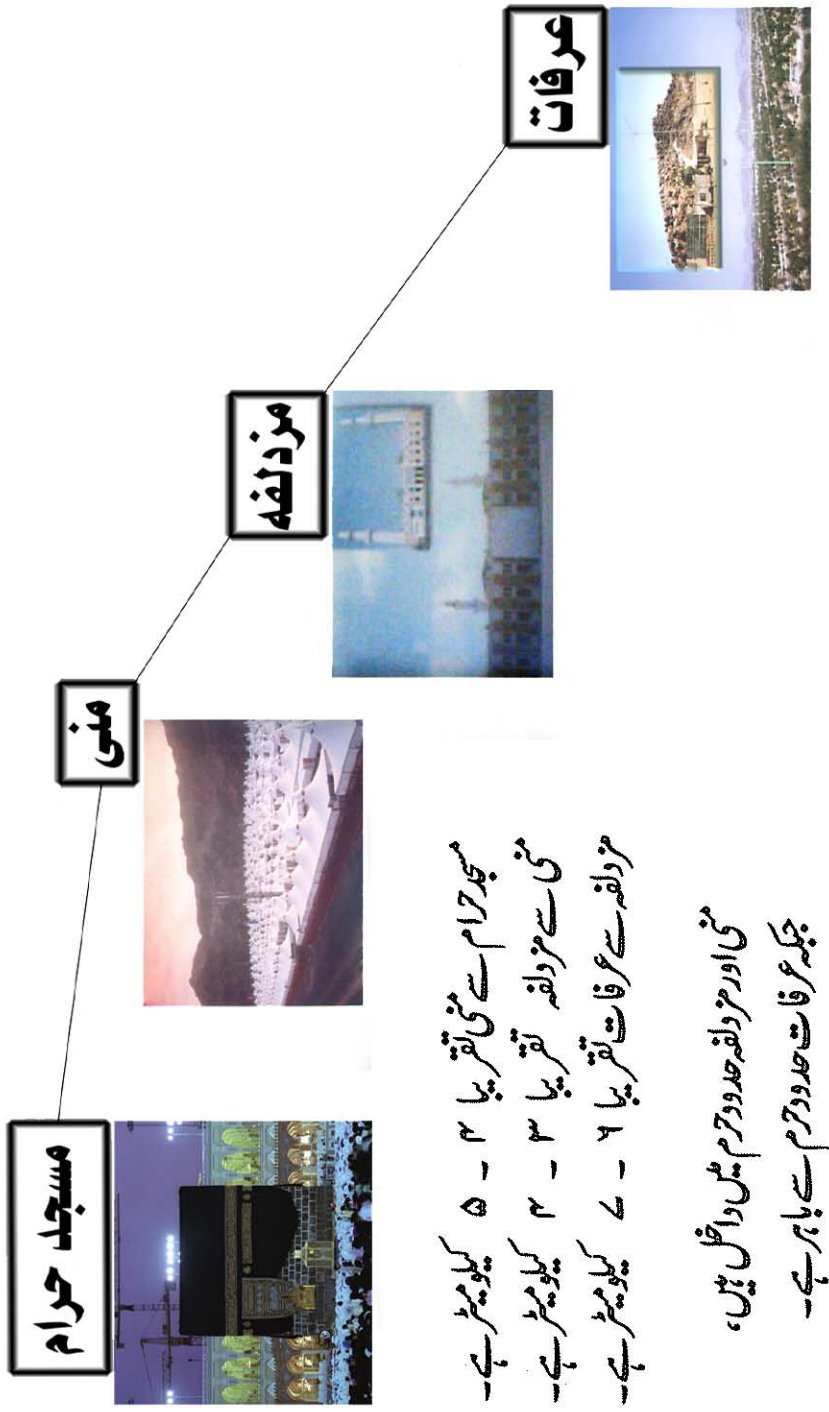 مسجد حرام
منی
مزدلفه
عرفات
مسجد حرام سے منی تقریبا ۴ - ۵ کیلومیٹر ہے۔
منی سے مزدلفہ تقریبا ۳ - ۴ کیلومیٹر ہے۔
مزدلفہ سے عرفات تقریبا ۶ - ۷ کیلومیٹر ہے۔
منی اور مزدلفہ حدود حرم میں داخل ہیں،
جبکہ عرفات حدود حرم سے باہر ہے۔